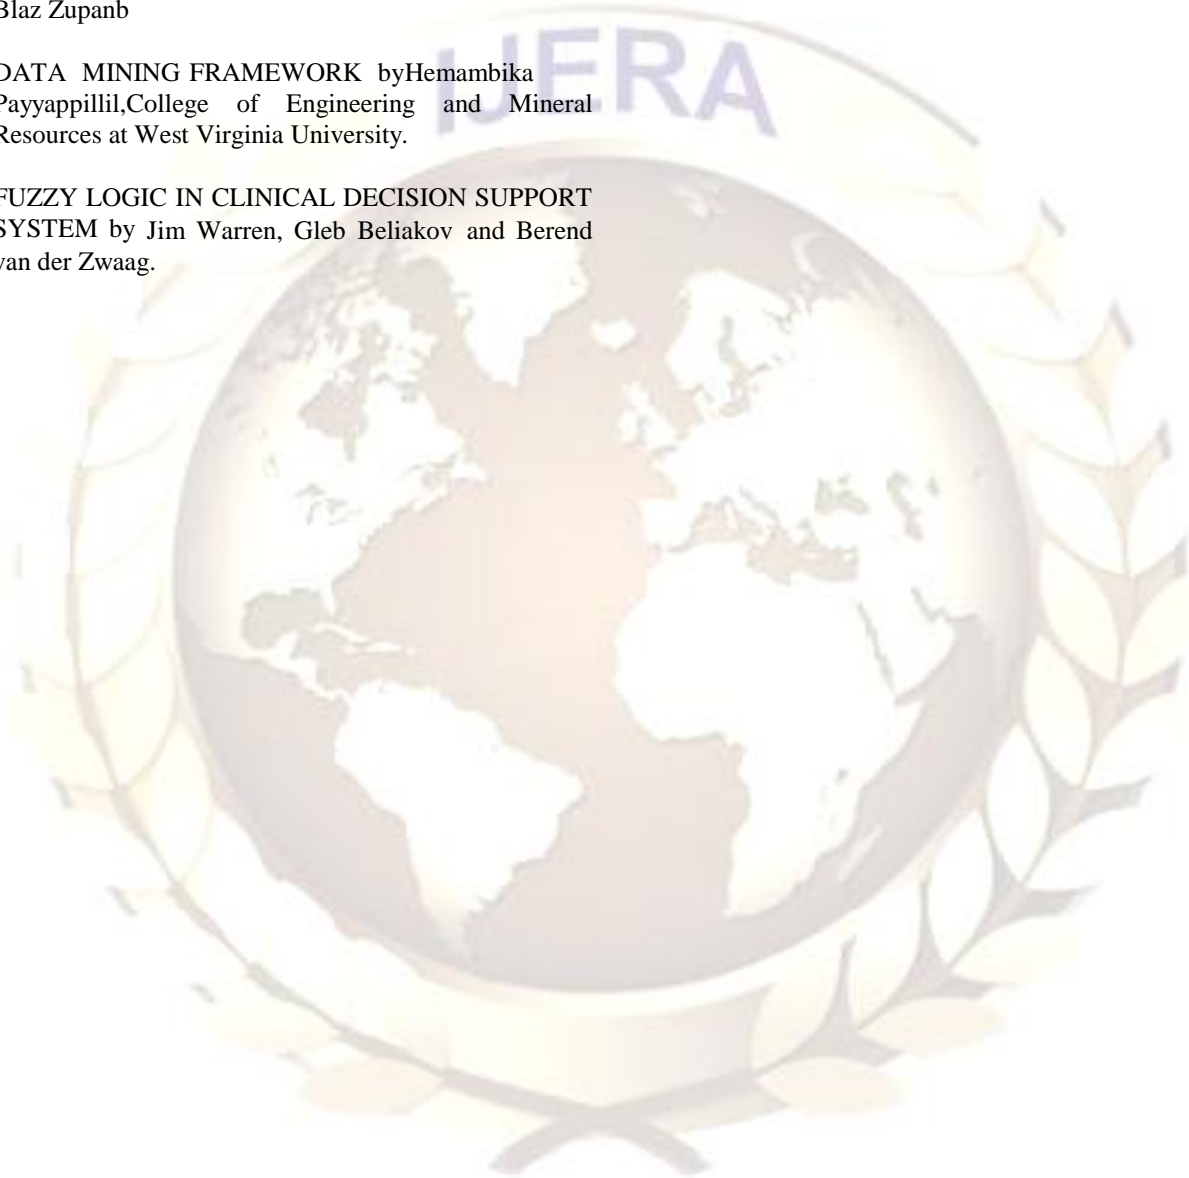 Blaz Zupanb
DATA MINING FRAMEWORK byHemambika
Payyappillil,College of Engineering and Mineral
Resources at West Virginia University.
FUZZY LOGIC IN CLINICAL DECISION SUPPORT
SYSTEM by Jim Warren, Gleb Beliakov and Berend
van der Zwaag.
IJERA